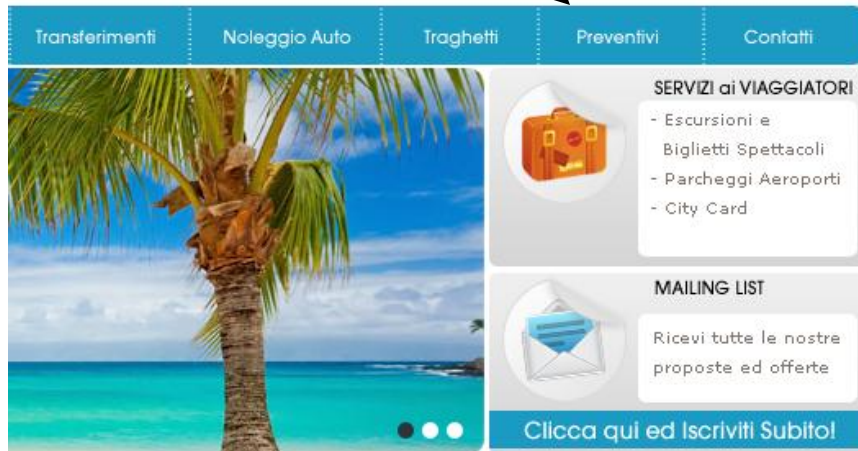 Transferimenti Noleggio Auto Traghetti Preventivi Contatti
SERVIZI ai VIAGGIATORI
- Escursioni e
Biglietti Spettacoli
- Parcheggi Aeroporti
- City Card
MAILING LIST
Ricevi tutte le nostre
proposte ed offerte
Clicca qui ed Iscriviti Subito!